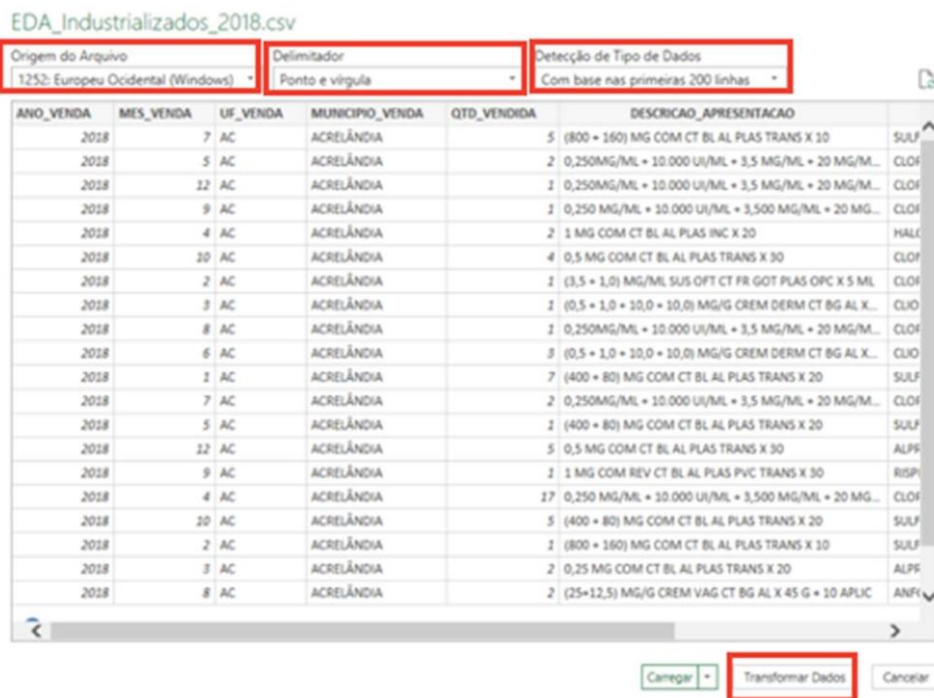 EDA_Industrializados_2018.csv
Origem do Arquivo Delimitador Detecção de Tipo de Dados
1252: Europeu Ocidental (Windows) Ponto e vírgula Com base nas primeiras 200 linhas
ANO_VENDA MES_VENDA UF_VENDA MUNICIPIO_VENDA QTD_VENDIDA DESCRICAO_APRESENTACAO
2018 7 AC ACRELÂNDIA 5 (800 + 160) MG COM CT BL AL PLAS TRANS X 10 SULF
2018 5 AC ACRELÂNDIA 2 0,250MG/ML + 10.000 UI/ML + 3,5 MG/ML + 20 MG/M... CLOF
2018 12 AC ACRELÂNDIA 1 0,250MG/ML + 10.000 UI/ML + 3,5 MG/ML + 20 MG/M... CLOF
2018 9 AC ACRELÂNDIA 1 0,250 MG/ML + 10.000 UI/ML + 3,500 MG/ML + 20 MG... CLOF
2018 4 AC ACRELÂNDIA 2 1 MG COM CT BL AL PLAS INC X 20
2018 10 AC ACRELÂNDIA 4 0,5 MG COM CT BL AL PLAS TRANS X 30
2018 2 AC ACRELÂNDIA 1 (3,5 + 1,0) MG/ML SUS OFT CT FR GOT PLAS OPC X 5 ML CLOF
2018 3 AC ACRELÂNDIA 1 (0,5 + 1,0 + 10,0 + 10,0) MG/G CREM DERM CT BG AL X... CLIO
2018 8 AC ACRELÂNDIA 1 0,250MG/ML + 10.000 UI/ML + 3,5 MG/ML + 20 MG/M... CLOF
2018 6 AC ACRELÂNDIA 3 (0,5 + 1,0 + 10,0 + 10,0) MG/G CREM DERM CT BG AL X... CLIO
2018 1 AC ACRELÂNDIA 7 (400 + 80) MG COM CT BL AL PLAS TRANS X 20 SULF
2018 7 AC ACRELÂNDIA 2 0,250MG/ML + 10.000 UI/ML + 3,5 MG/ML + 20 MG/M... CLOF
2018 5 AC ACRELÂNDIA 1 (400 + 80) MG COM CT BL AL PLAS TRANS X 20 SULF
2018 12 AC ACRELÂNDIA 5 0,5 MG COM CT BL AL PLAS TRANS X 30 ALPR
2018 9 AC ACRELÂNDIA 1 1 MG COM REV CT BL AL PLAS PVC TRANS X 30 RISP
2018 4 AC ACRELÂNDIA 17 0,250 MG/ML + 10.000 UI/ML + 3,500 MG/ML + 20 MG... CLOF
2018 10 AC ACRELÂNDIA 5 (400 + 80) MG COM CT BL AL PLAS TRANS X 20 SULF
2018 2 AC ACRELÂNDIA 1 (800 + 160) MG COM CT BL AL PLAS TRANS X 10 SULF
2018 3 AC ACRELÂNDIA 2 0,25 MG COM CT BL AL PLAS TRANS X 20 ALPR
2018 8 AC ACRELÂNDIA 2 (25+12,5) MG/G CREM VAG CT BG AL X 45 G + 10 APLIC
Carregar Transformar Dados Cancelar